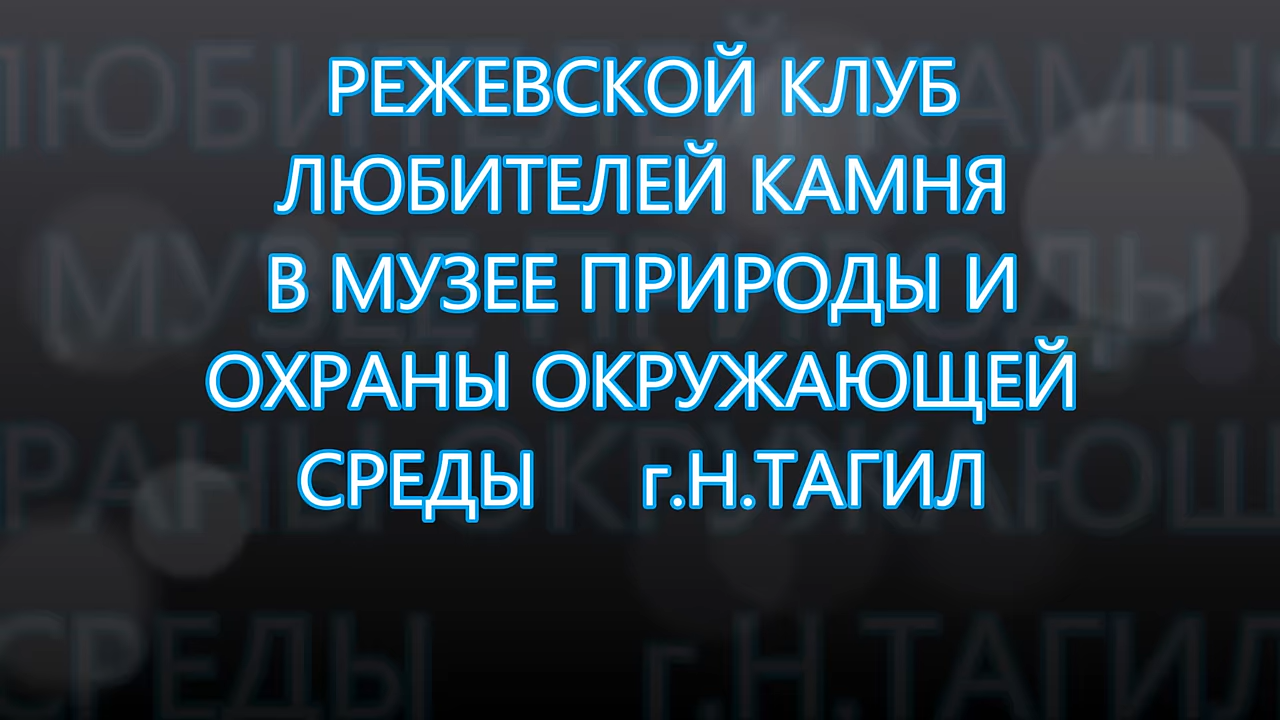 РЕЖЕВСКОЙ КЛУБ
ЛЮБИТЕЛЕЙ КАМНЯ
В МУЗЕЕ ПРИРОДЫ И
ОХРАНЫ ОКРУЖАЮЩЕЙ
СРЕДЫ г.Н.ТАГИЛ